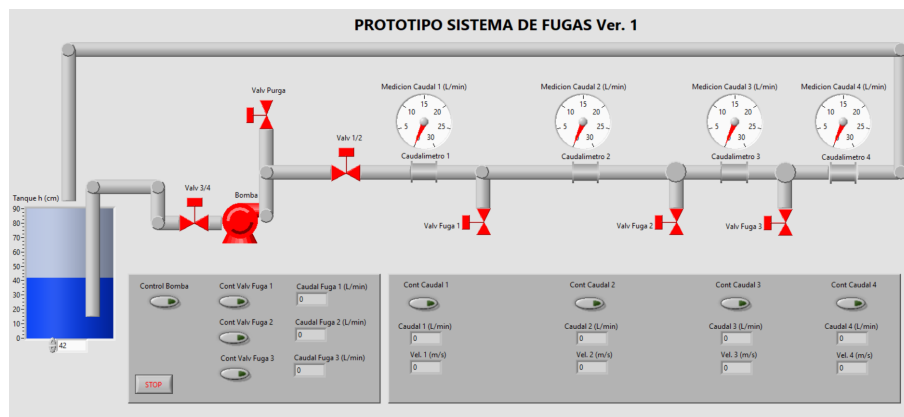 PROTOTIPO SISTEMA DE FUGAS Ver. 1
Valv Purga
Medicion Caudal 1 (L/min)
Medicion Caudal 2 (L/min)
Medicion Caudal 3 (L/min)
Medicion Caudal 4 (L/min)
5 10 15 20 25 30
5 10 15 20 25 30
5 10 15 20 25 30
5 10 15 20 25 30
Valv 1/2
Caudalimetro 1
Caudalimetro 2
Caudalimetro 3
Caudalimetro 4
Valv 3/4
Bomba
Tanque h (cm)
90
80
70
60
50
40
30
20
10
0
42
Valv Fuga 1
Valv Fuga 2
Valv Fuga 3
Control Bomba
Cont Valv Fuga 1
Caudal Fuga 1 (L/min)
0
Cont Valv Fuga 2
Caudal Fuga 2 (L/min)
0
Cont Valv Fuga 3
Caudal Fuga 3 (L/min)
0
STOP
Cont Caudal 1
Cont Caudal 2
Cont Caudal 3
Cont Caudal 4
Caudal 1 (L/min)
Caudal 2 (L/min)
Caudal 3 (L/min)
Caudal 4 (L/min)
0
0
0
0
Vel. 1 (m/s)
Vel. 2 (m/s)
Vel. 3 (m/s)
Vel. 4 (m/s)
0
0
0
0